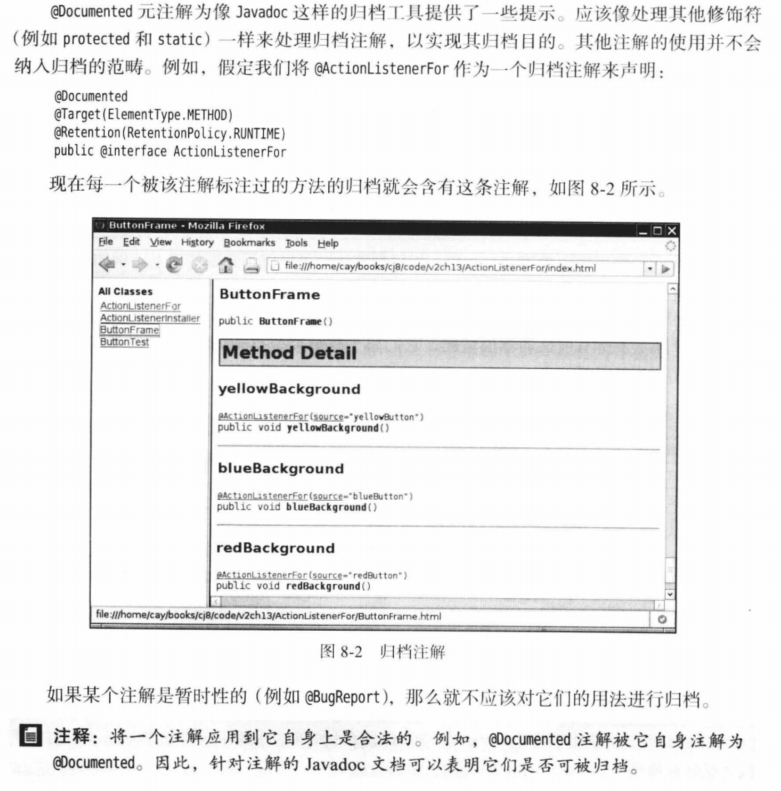 @Documented 元注解为像 Javadoc 这样的归档工具提供了一些提示。应该像处理其他修饰符
(例如 protected 和 static)一样来处理归档注解,以实现其归档目的。其他注解的使用并不会
纳入归档的范畴。例如,假定我们将 @ActionListenerFor 作为一个归档注解来声明:
@Documented
@Target(ElementType.METHOD)
@Retention(RetentionPolicy.RUNTIME)
public @interface ActionListenerFor
现在每一个被该注解标注过的方法的归档就会含有这条注解,如图 8-2 所示。
ButtonFrame - Mozilla Firefox
File Edit View History Bookmarks Tools Help
file:///home/cay/books/cj8/code/v2ch13/ActionListenerFor/index.html
All Classes
ActionListenerFor
ActionListenerInstaller
ButtonFrame
ButtonTest
ButtonFrame
public ButtonFrame()
Method Detail
yellowBackground
@ActionListenerFor(source="yellowButton")
public void yellowBackground()
blueBackground
@ActionListenerFor(source="blueButton")
public void blueBackground()
redBackground
@ActionListenerFor(source="redButton")
public void redBackground()
file:///home/cay/books/cj8/code/v2ch13/ActionListenerFor/ButtonFrame.html
图 8-2 归档注解
如果某个注解是暂时性的(例如 @BugReport),那么就不应该对它们的用法进行归档。
注释:将一个注解应用到它自身上是合法的。例如,@Documented 注解被它自身注解为
@Documented。因此,针对注解的 Javadoc 文档可以表明它们是否可被归档。